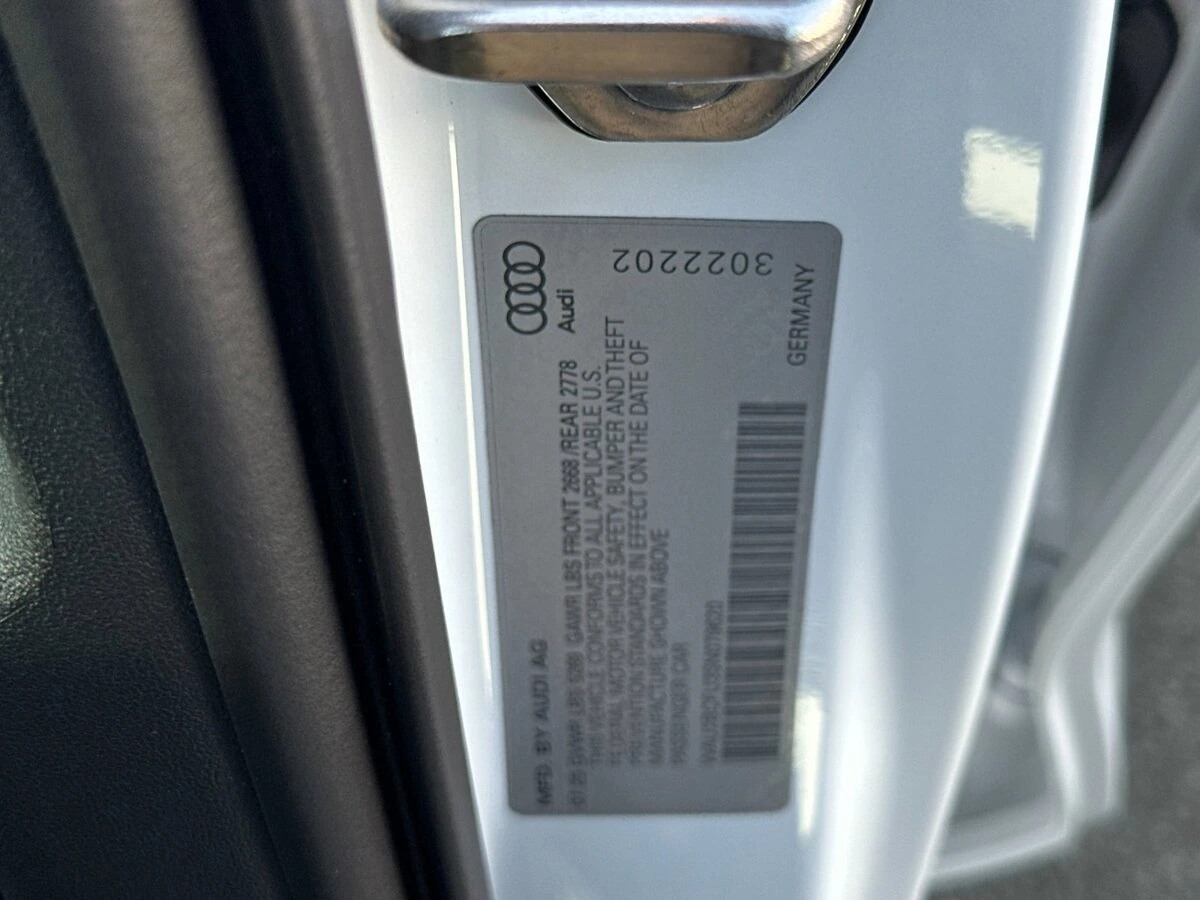 Audi
3022202
MFD BY AUDI AG
GVWR LBS GAWR LBS FRONT 2668 /REAR 2778
THIS VEHICLE CONFORMS TO ALL APPLICABLE U.S.
FEDERAL MOTOR VEHICLE SAFETY, BUMPER AND THEFT
PREVENTION STANDARDS IN EFFECT ON THE DATE OF
MANUFACTURE SHOWN ABOVE
PASSENGER CAR
GERMANY